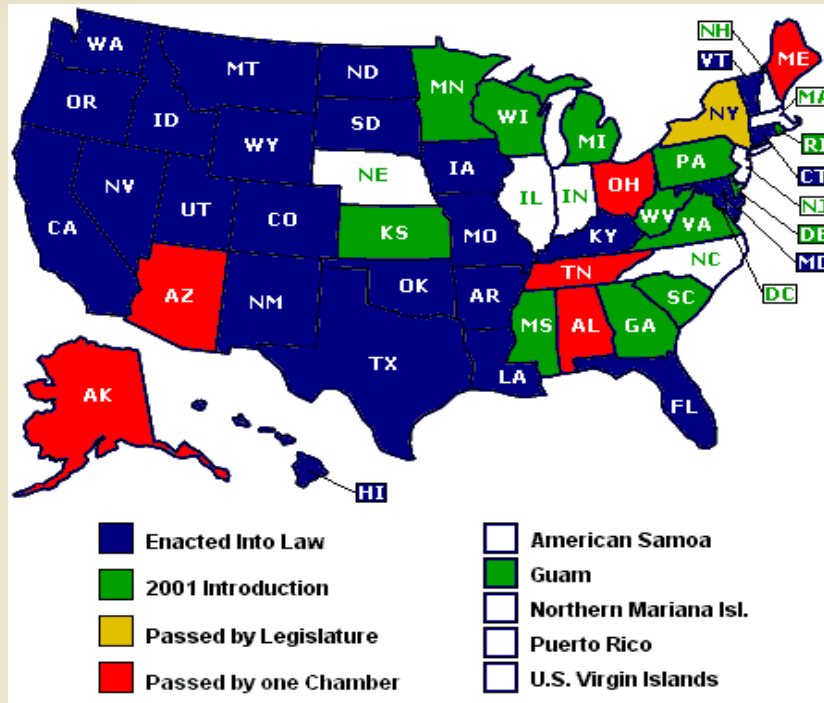 WA
MT
ND
MN
NH
VT
ME
OR
ID
SD
WI
NY
MA
WY
MI
RI
NE
IA
PA
CT
NV
IL
IN
OH
NJ
UT
CO
WV
DE
CA
KS
MO
KY
VA
MD
NC
DC
AZ
NM
OK
AR
TN
SC
MS
AL
GA
TX
LA
FL
AK
HI
Enacted Into Law
2001 Introduction
Passed by Legislature
Passed by one Chamber
American Samoa
Guam
Northern Mariana Isl.
Puerto Rico
U.S. Virgin Islands